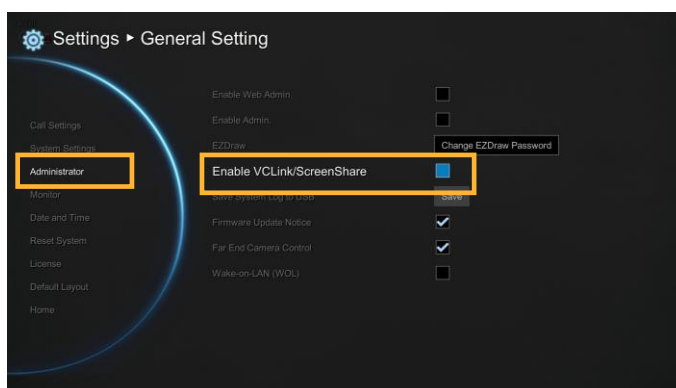 Settings ▸ General Setting
Enable Web Admin.
Enable Admin.
Call Settings
EZDraw
Change EZDraw Password
System Settings
Administrator
Enable VCLink/ScreenShare
Monitor
Save System Log to USB
Save
Date and Time
Firmware Update Notice
Reset System
Far End Camera Control
License
Wake-on-LAN (WOL)
Default Layout
Home